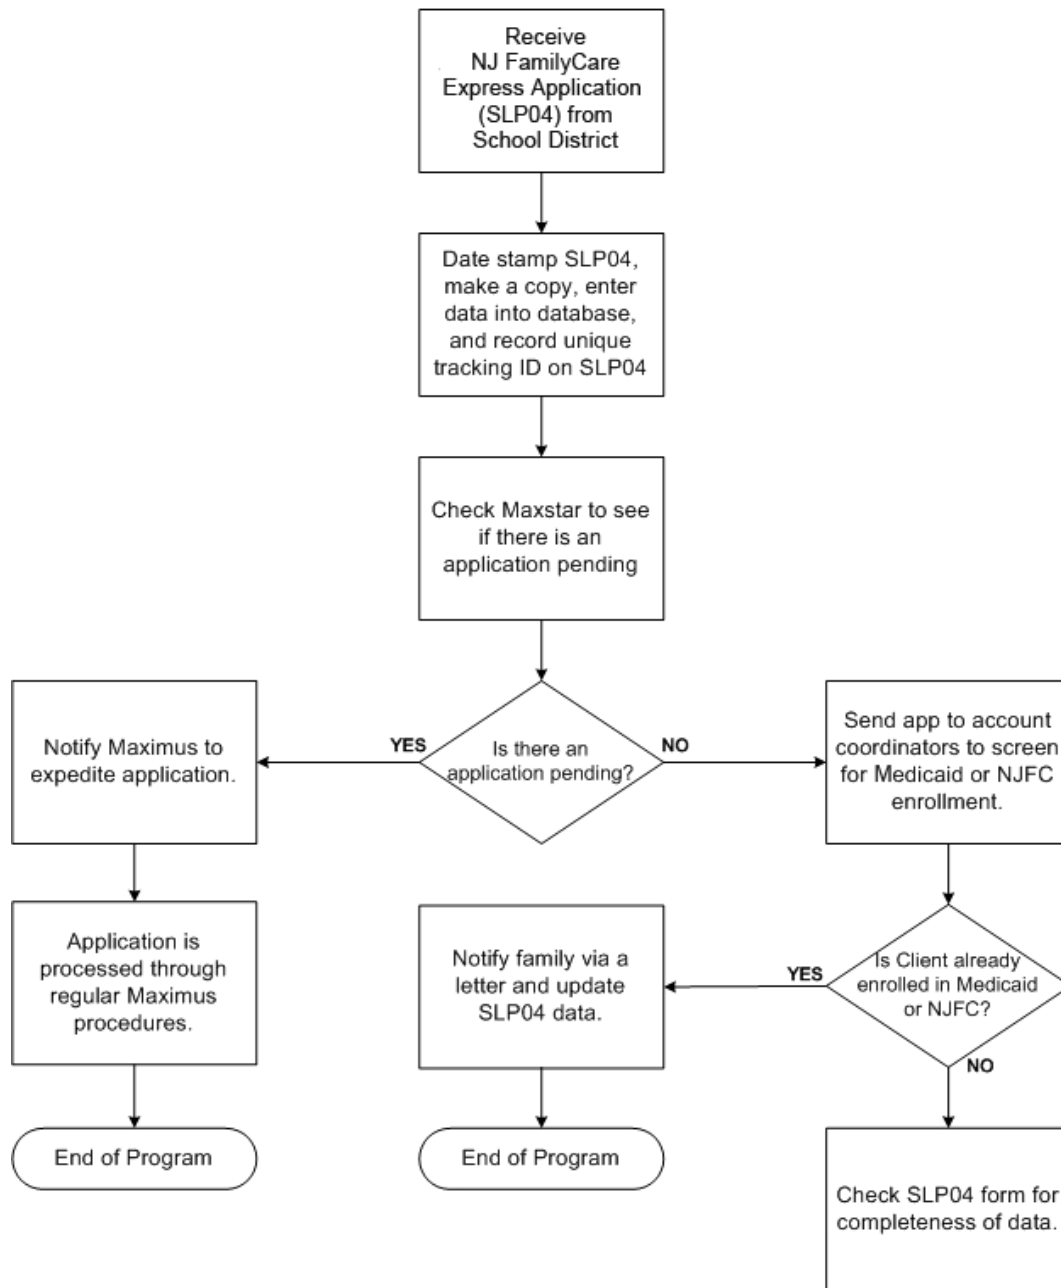 Receive
NJ FamilyCare
Express Application
(SLP04) from
School District
Date stamp SLP04,
make a copy, enter
data into database,
and record unique
tracking ID on SLP04
Check Maxstar to see
if there is an
application pending
Is there an
application pending?
YES
NO
Notify Maximus to
expedite application.
Send app to account
coordinators to screen
for Medicaid or NJFC
enrollment.
Application is
processed through
regular Maximus
procedures.
Notify family via a
letter and update
SLP04 data.
YES
Is Client already
enrolled in Medicaid
or NJFC?
NO
End of Program
End of Program
Check SLP04 form for
completeness of data.